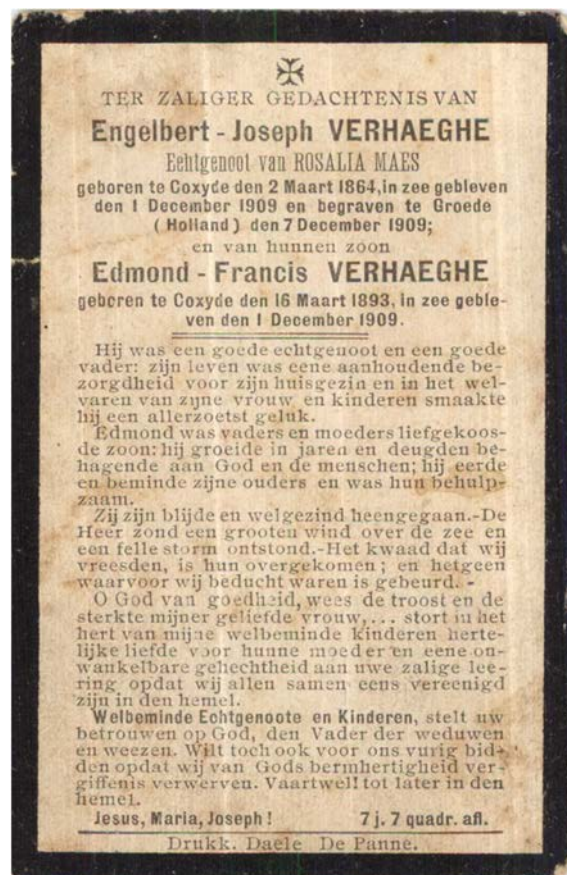 TER ZALIGER GEDACHTENIS VAN
Engelbert - Joseph VERHAEGHE
Echtgenoot van ROSALIA MAES
geboren te Coxyde den 2 Maart 1864, in zee gebleven
den 1 December 1909 en begraven te Groede
(Holland) den 7 December 1909;
en van hunnen zoon
Edmond - Francis VERHAEGHE
geboren te Coxyde den 16 Maart 1893, in zee geble-
ven den 1 December 1909.
Hij was een goede echtgenoot en een goede
vader: zijn leven was eene aanhoudende be-
zorgdheid voor zijn huisgezin en in het wel-
varen van zijne vrouw en kinderen smaakte
hij een allerzoetst geluk.
Edmond was vaders en moeders liefgekoos-
de zoon: hij groeide in jaren en deugden be-
hagende aan God en de menschen; hij eerde
en beminde zijne ouders en was hun behulp-
zaam.
Zij zijn blijde en welgezind heengegaan.-De
Heer zond een grooten wind over de zee en
een felle storm ontstond.-Het kwaad dat wij
vreesden, is hun overgekomen; en hetgeen
waarvoor wij beducht waren is gebeurd. -
O God van goedheid, wees de troost en de
sterkte mijner geliefde vrouw,... stort in het
hert van mijne welbeminde kinderen herte-
lijke liefde voor hunne moeder en eene on-
wankelbare gehechtheid aan uwe zalige lee-
ring opdat wij allen samen eens vereenigd
zijn in den hemel.
Welbeminde Echtgenoote en Kinderen, stelt uw
betrouwen op God, den Vader der weduwen
en weezen. Wilt toch ook voor ons vurig bid-
den opdat wij van Gods bermhertigheid ver-
giffenis verwerven. Vaartwel! tot later in den
hemel.
Jesus, Maria, Joseph! 7 j. 7 quadr. afl.
Drukk. Daele De Panne.